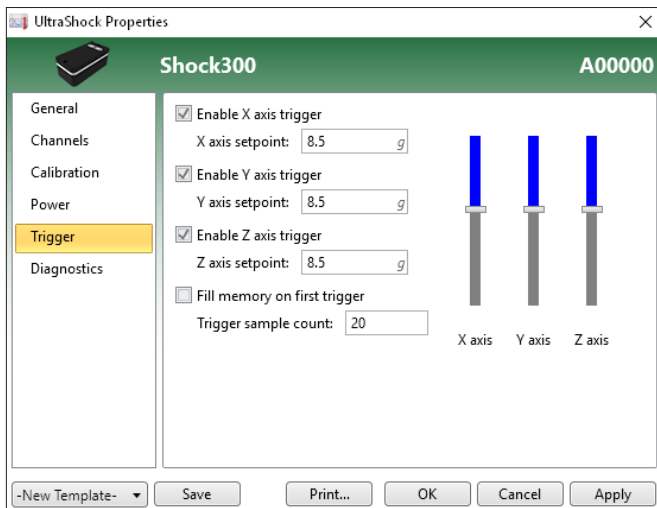 UltraShock Properties
Shock300 A00000
General
Channels
Calibration
Power
Trigger
Diagnostics
Enable X axis trigger
X axis setpoint: 8.5 g
Enable Y axis trigger
Y axis setpoint: 8.5 g
Enable Z axis trigger
Z axis setpoint: 8.5 g
Fill memory on first trigger
Trigger sample count: 20
X axis Y axis Z axis
-New Template- Save Print... OK Cancel Apply